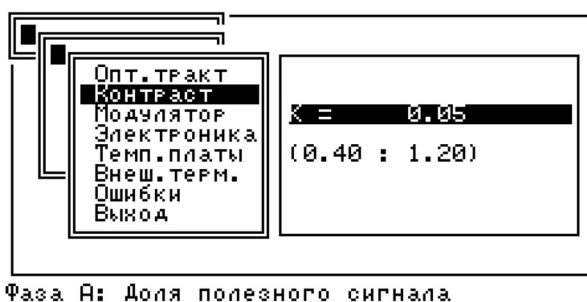 Опт.тракт
Контраст
Модулятор
Электроника
Темп.платы
Внеш.терм.
Ошибки
Выход
K = 0.05
(0.40 : 1.20)
Фаза A: Доля полезного сигнала